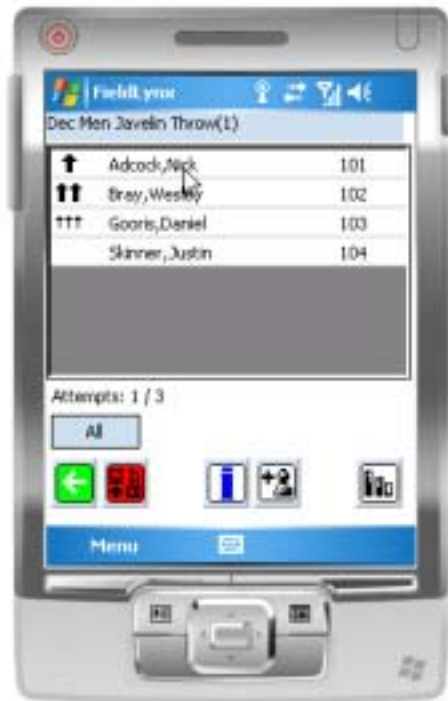 FieldLynx
Dec Men Javelin Throw(1)
Adcock,Nick 101
Bray,Wesley 102
Gooris,Daniel 103
Skinner,Justin 104
Attempts: 1 / 3
All
Menu